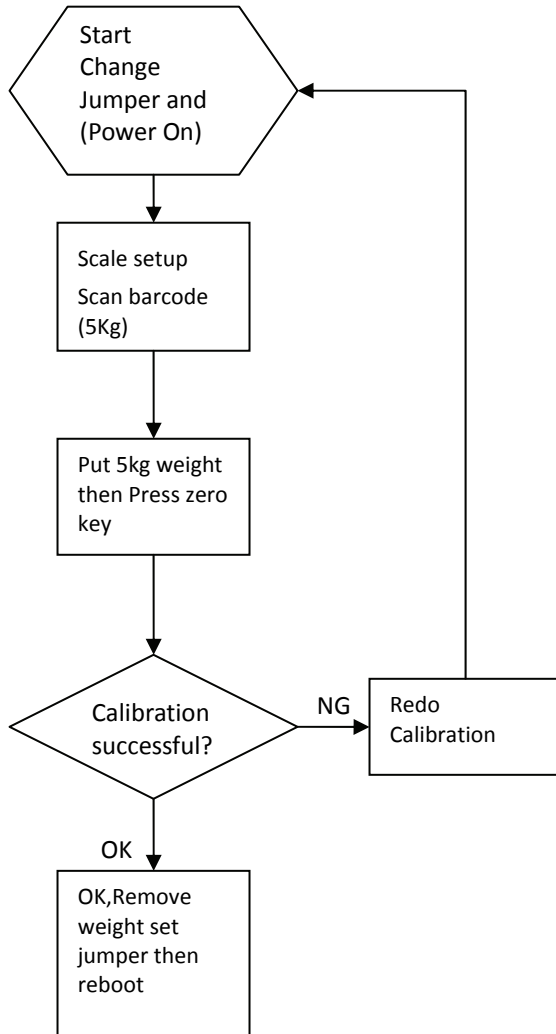 Start
Change
Jumper and
(Power On)
Scale setup
Scan barcode
(5Kg)
Put 5kg weight
then Press zero
key
Calibration
successful?
NG
Redo
Calibration
OK
OK,Remove
weight set
jumper then
reboot